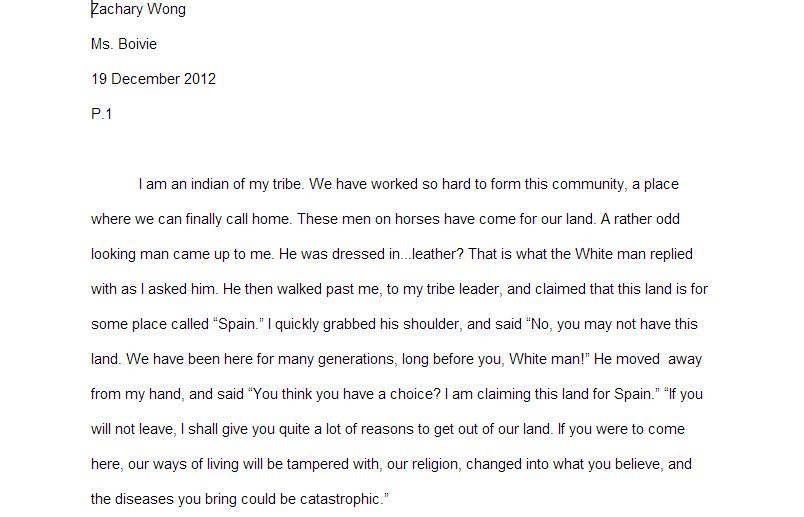 Zachary Wong
Ms. Boivie
19 December 2012
P.1
I am an indian of my tribe. We have worked so hard to form this community, a place
where we can finally call home. These men on horses have come for our land. A rather odd
looking man came up to me. He was dressed in...leather? That is what the White man replied
with as I asked him. He then walked past me, to my tribe leader, and claimed that this land is for
some place called “Spain.” I quickly grabbed his shoulder, and said “No, you may not have this
land. We have been here for many generations, long before you, White man!” He moved  away
from my hand, and said “You think you have a choice? I am claiming this land for Spain.” “If you
will not leave, I shall give you quite a lot of reasons to get out of our land. If you were to come
here, our ways of living will be tampered with, our religion, changed into what you believe, and
the diseases you bring could be catastrophic.”